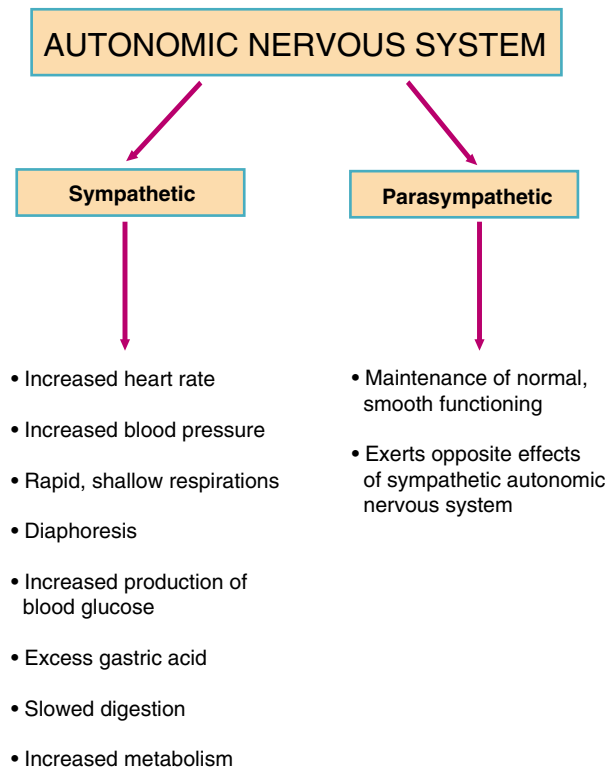 AUTONOMIC NERVOUS SYSTEM
Sympathetic
• Increased heart rate
• Increased blood pressure
• Rapid, shallow respirations
• Diaphoresis
• Increased production of
blood glucose
• Excess gastric acid
• Slowed digestion
• Increased metabolism
Parasympathetic
• Maintenance of normal,
smooth functioning
• Exerts opposite effects
of sympathetic autonomic
nervous system